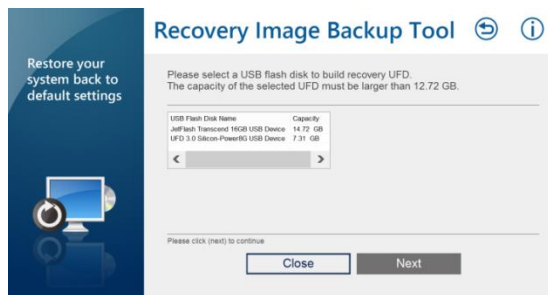 Recovery Image Backup Tool
Restore your
system back to
default settings
Please select a USB flash disk to build recovery UFD.
The capacity of the selected UFD must be larger than 12.72 GB.
USB Flash Disk Name Capacity
JetFlash Transcend 16GB USB Device 14.72 GB
UFD 3.0 Silicon-Power8G USB Device 7.31 GB
Please click (next) to continue
Close Next